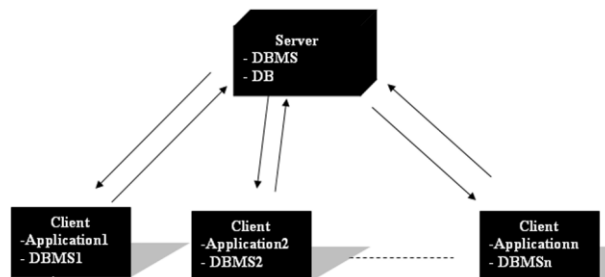 Server
- DBMS
- DB
Client
-Application1
- DBMS1
Client
-Application2
- DBMS2
Client
-Applicationn
- DBMSn